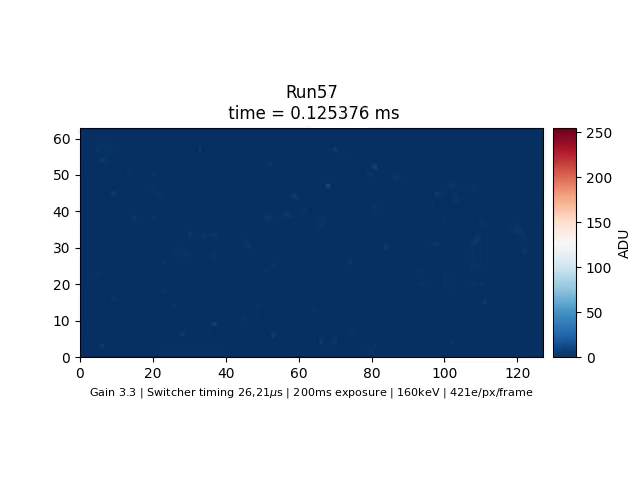 Run57
time = 0.125376 ms
60
50
40
30
20
10
0
0 20 40 60 80 100 120
250
200
150
100
50
0
ADU
Gain 3.3 | Switcher timing 26,21μs | 200ms exposure | 160keV | 421e/px/frame